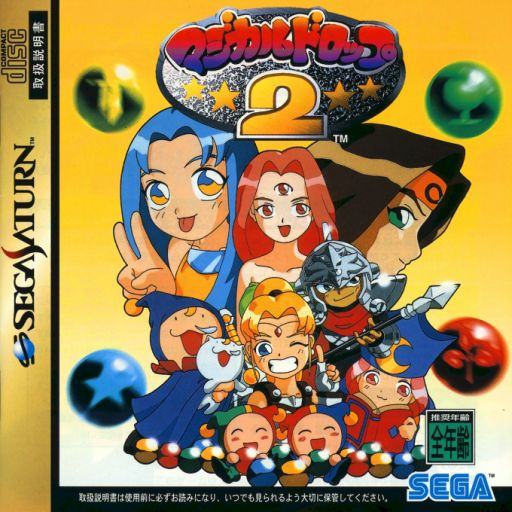 COMPACT
disc
取扱説明書
マジカルドロップ
2
TM
SEGA SATURN
TM
推奨年齢
全年齢
SEGA
取扱説明書は使用前に必ずお読みになり、いつでも見られるよう大切に保管してください。